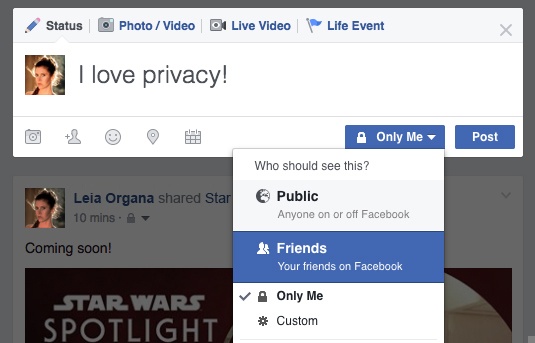 Status Photo / Video Live Video Life Event
I love privacy!
Only Me Post
Who should see this?
Public
Anyone on or off Facebook
Friends
Your friends on Facebook
Only Me
Custom
Leia Organa shared Star
10 mins ·
Coming soon!
STAR WARS
SPOTLIGHT